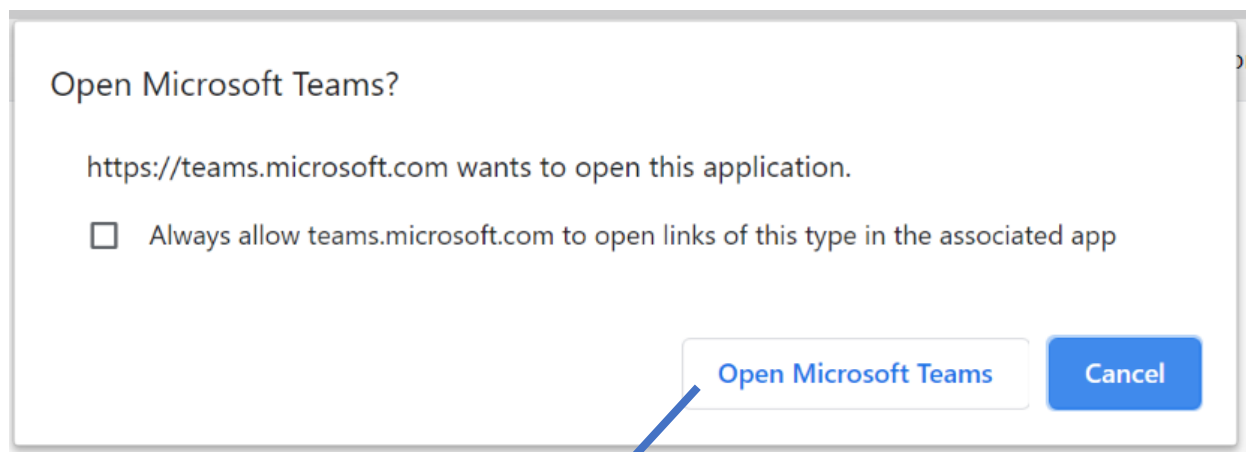 Open Microsoft Teams?
https://teams.microsoft.com wants to open this application.
Always allow teams.microsoft.com to open links of this type in the associated app
Open Microsoft Teams Cancel